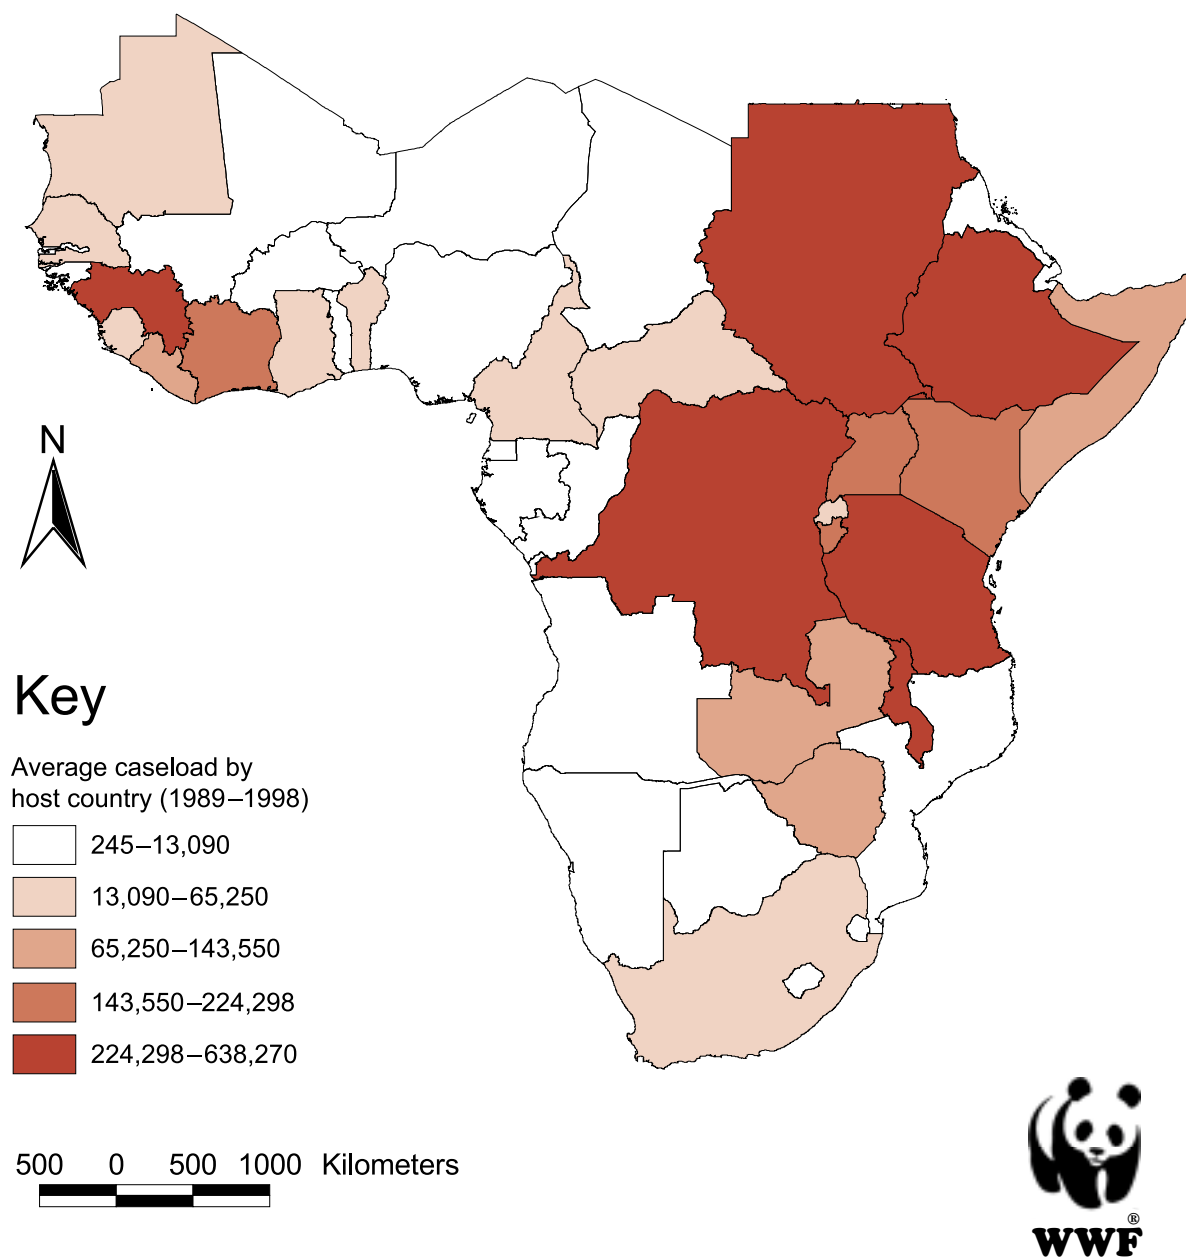 N
Key
Average caseload by
host country (1989–1998)
245–13,090
13,090–65,250
65,250–143,550
143,550–224,298
224,298–638,270
500 0 500 1000 Kilometers
®
WWF